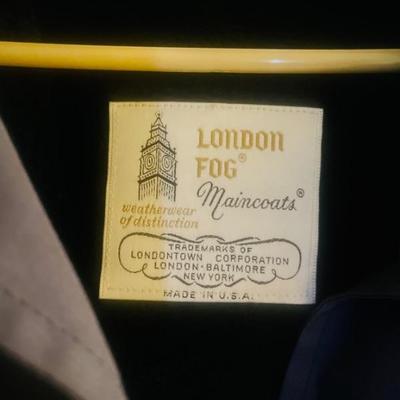 LONDON
FOG®
Maincoats®
weatherwear
of distinction
TRADEMARKS OF
LONDONTOWN CORPORATION
LONDON·BALTIMORE
NEW YORK
MADE IN U.S.A.